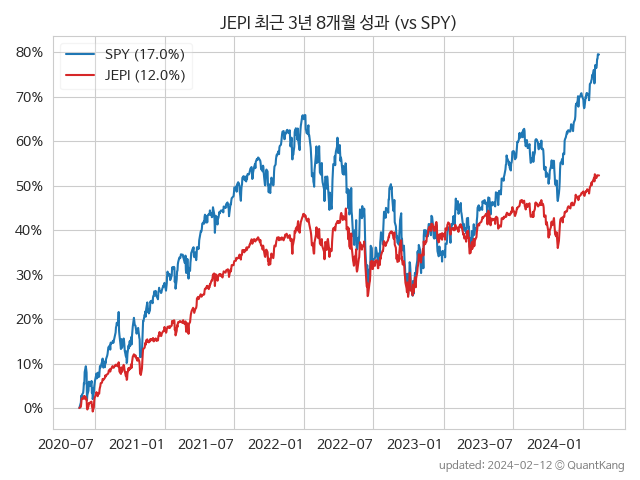 JEPI 최근 3년 8개월 성과 (vs SPY)
SPY (17.0%)
JEPI (12.0%)
80%
70%
60%
50%
40%
30%
20%
10%
0%
2020-07 2021-01 2021-07 2022-01 2022-07 2023-01 2023-07 2024-01
updated: 2024-02-12 © QuantKang